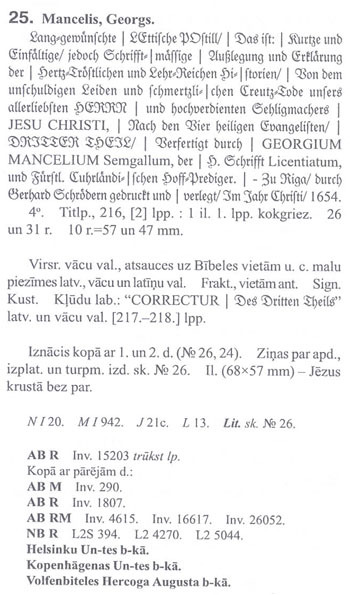 25. Mancelis, Georgs.
Lang=gewünschte | LEttische POstill/ | Das ist: | Kurtze und
Einfältige/ jedoch Schrifft=|mässige | Außlegung und Erklärung
der | Hertz=Tröstlichen und Lehr=Reichen Hi=|storien/ | Von dem
unschuldigen Leiden und schmertzli=|chen Creutz=Tode unsers
allerliebsten HERRN | und hochverdienten Sehligmachers |
JESU CHRISTI, | Nach den Vier heiligen Evangelisten/ |
DRITTER THEIL/ | Verfertigt durch | GEORGIUM
MANCELIUM Semgallum, der | H. Schrifft Licentiatum,
und Fürstl. Cuhrländi=|schen Hoff=Prediger. | - Zu Riga/ durch
Gerhard Schrödern gedruckt und | verlegt/ Im Jahr Christi/ 1654.
4º. Titlp., 216, [2] lpp. : 1 il. 1. lpp. kokgriez. 26
un 31 r. 10 r.=57 un 47 mm.
Virsr. vācu val., atsauces uz Bībeles vietām u. c. malu
piezīmes latv., vācu un latīņu val. Frakt., vietām ant. Sign.
Kust. Kļūdu lab.: “CORRECTUR | Des Dritten Theils”
latv. un vācu val. [217.–218.] lpp.
Iznācis kopā ar 1. un 2. d. (№ 26, 24). Ziņas par apd.,
izplat. un turpm. izd. sk. № 26. Il. (68×57 mm) – Jēzus
krustā bez par.
N I 20. M I 942. J 21c. L 13. Lit. sk. № 26.
AB R Inv. 15203 trūkst lp.
Kopā ar pārējām d.:
AB M Inv. 290.
AB R Inv. 1807.
AB RM Inv. 4615. Inv. 16617. Inv. 26052.
NB R L2S 394. L2 4270. L2 5044.
Helsinku Un-tes b-kā.
Kopenhāgenas Un-tes b-kā.
Volfenbiteles Hercoga Augusta b-kā.